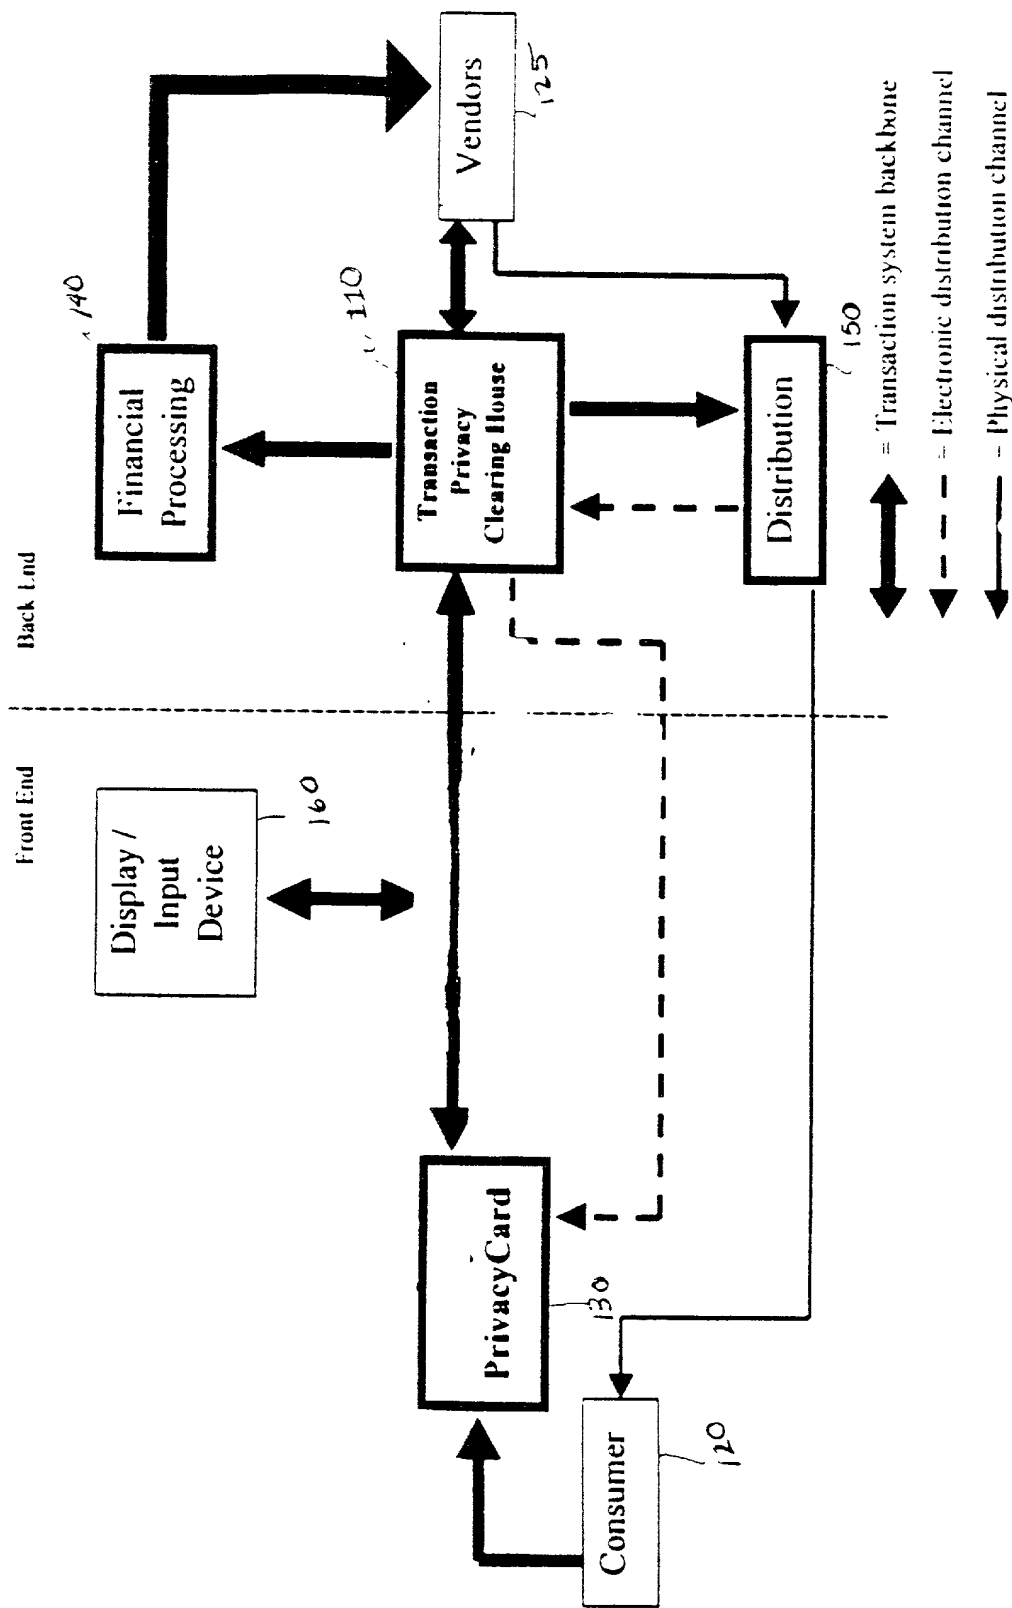 Front End
Back End
Display /
Input
Device
160
Financial
Processing
140
Consumer
120
PrivacyCard
130
Transaction
Privacy
Clearing House
110
Vendors
125
Distribution
150
= Transaction system backbone
= Electronic distribution channel
= Physical distribution channel